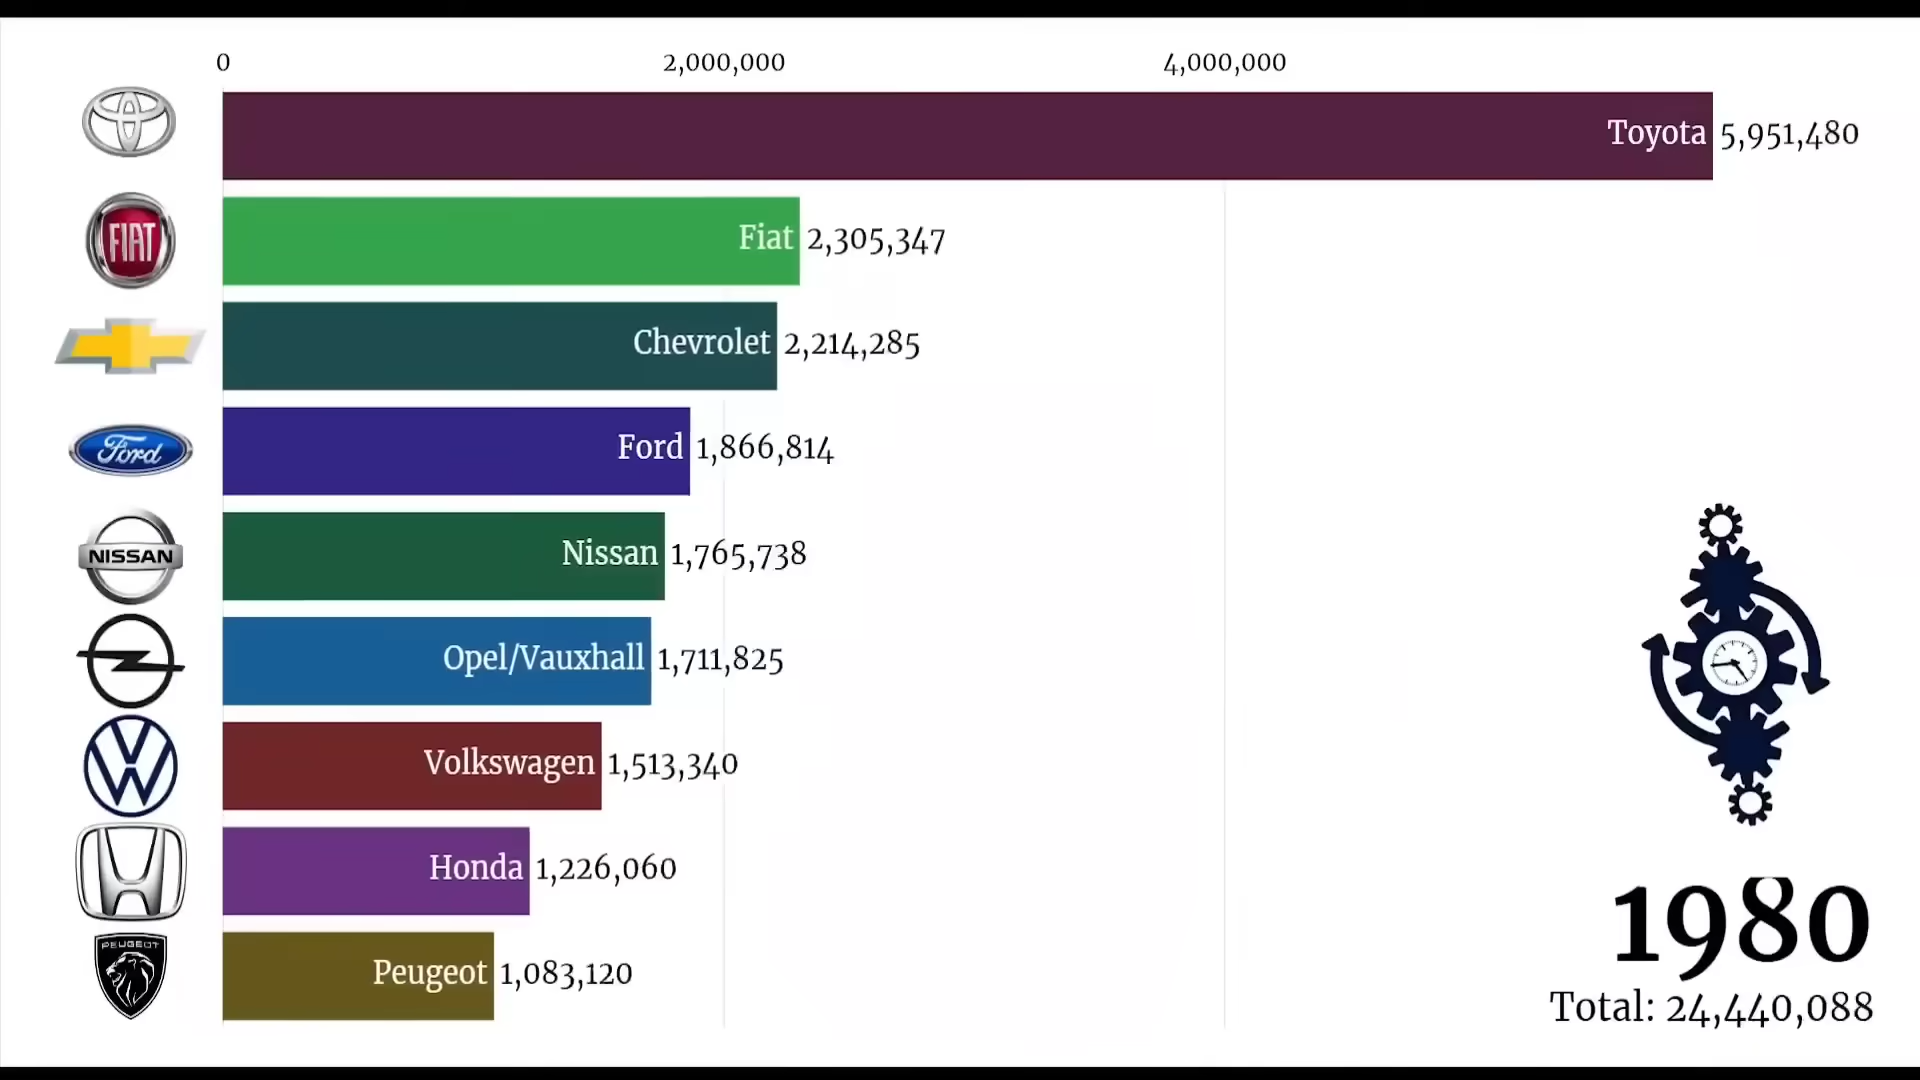 0 2,000,000 4,000,000
Toyota 5,951,480
FIAT
Fiat 2,305,347
Chevrolet 2,214,285
Ford
Ford 1,866,814
NISSAN
Nissan 1,765,738
Opel/Vauxhall 1,711,825
Volkswagen 1,513,340
Honda 1,226,060
PEUGEOT
Peugeot 1,083,120
1980
Total: 24,440,088